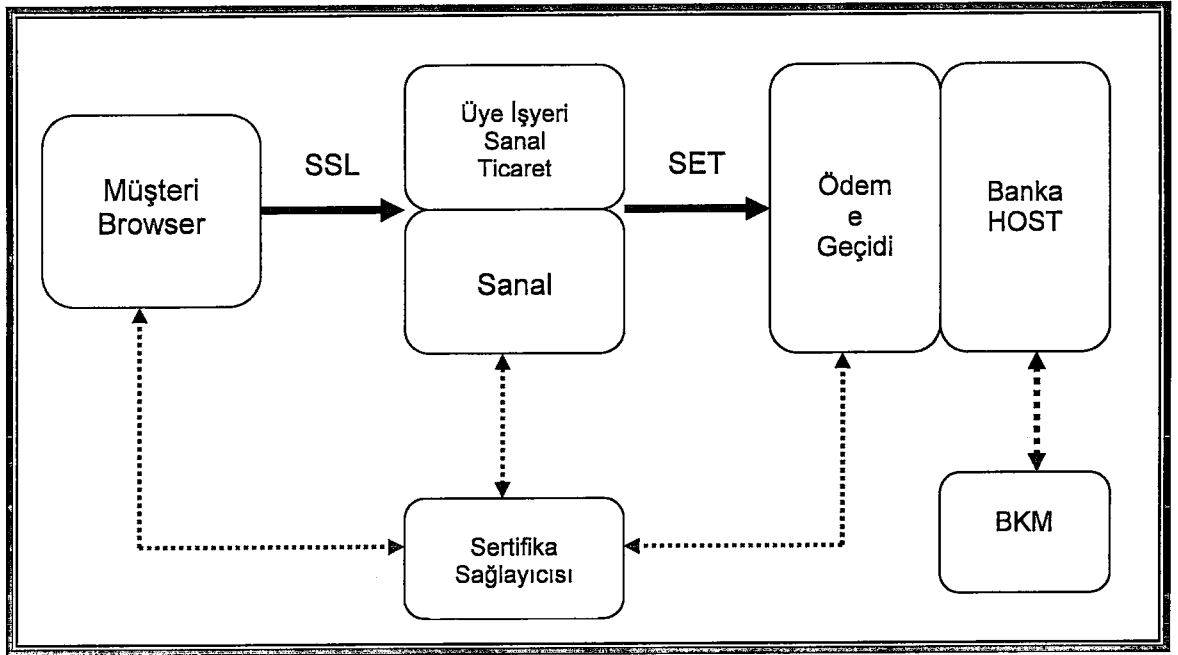 Müşteri
Browser
SSL
Üye İşyeri
Sanal
Ticaret
Sanal
SET
Ödem
e
Geçidi
Banka
HOST
Sertifika
Sağlayıcısı
BKM